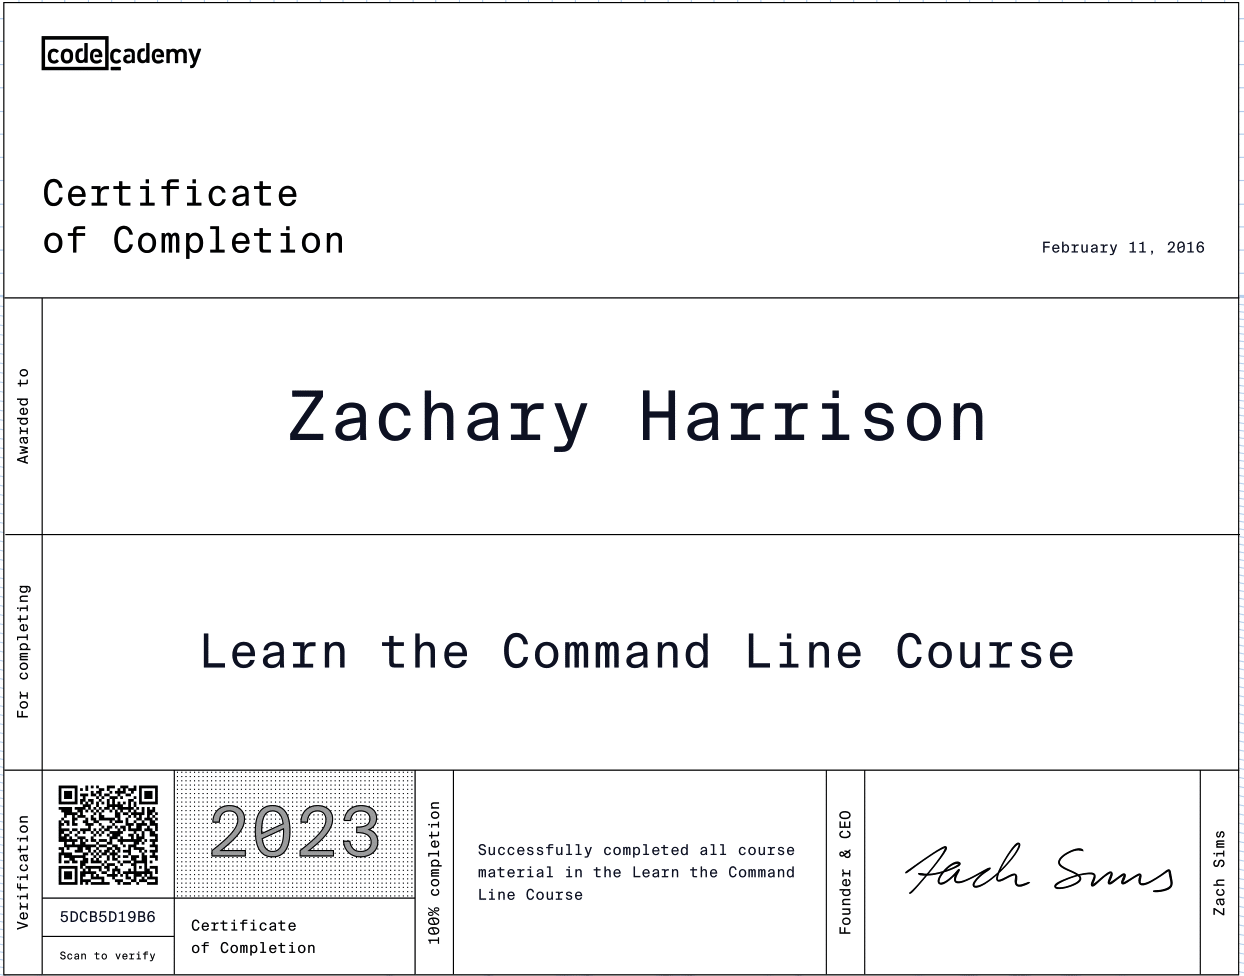 codecademy
Certificate
of Completion
February 11, 2016
Awarded to
Zachary Harrison
For completing
Learn the Command Line Course
Verification
5DCB5D19B6
Scan to verify
2023
Certificate
of Completion
100% completion
Successfully completed all course
material in the Learn the Command
Line Course
Founder & CEO
Zach Sims
Zach Sims